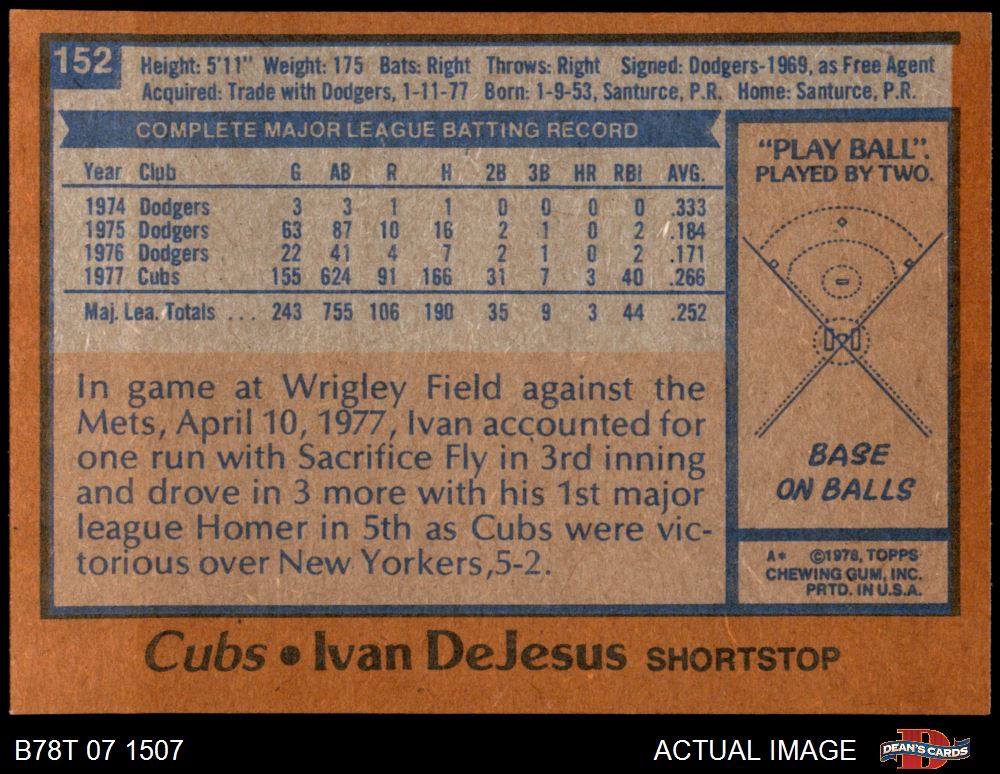 152
Height: 5'11" Weight: 175 Bats: Right Throws: Right Signed: Dodgers-1969, as Free Agent
Acquired: Trade with Dodgers, 1-11-77 Born: 1-9-53, Santurce, P.R. Home: Santurce, P.R.
COMPLETE MAJOR LEAGUE BATTING RECORD
Year Club G AB R H 2B 3B HR RBI AVG.
1974 Dodgers 3 3 1 1 0 0 0 0 .333
1975 Dodgers 63 87 10 16 2 1 0 2 .184
1976 Dodgers 22 41 4 7 2 1 0 2 .171
1977 Cubs 155 624 91 166 31 7 3 40 .266
Maj. Lea. Totals ... 243 755 106 190 35 9 3 44 .252
In game at Wrigley Field against the
Mets, April 10, 1977, Ivan accounted for
one run with Sacrifice Fly in 3rd inning
and drove in 3 more with his 1st major
league Homer in 5th as Cubs were vic-
torious over New Yorkers,5-2.
"PLAY BALL".
PLAYED BY TWO.
BASE
ON BALLS
A* ©1978, TOPPS
CHEWING GUM, INC.
PRTD. IN U.S.A.
Cubs • Ivan DeJesus SHORTSTOP
B78T 07 1507
ACTUAL IMAGE
DEAN'S CARDS